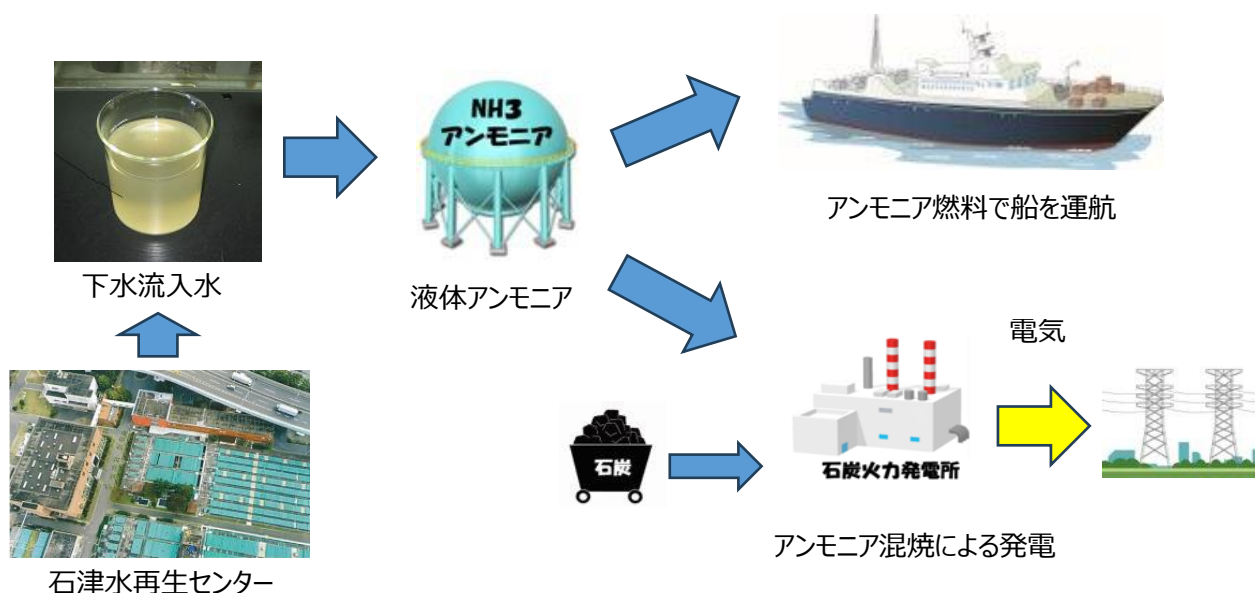 NH3
アンモニア
アンモニア燃料で船を運航
下水流入水
液体アンモニア
電気
石炭
石炭火力発電所
アンモニア混焼による発電
石津水再生センター